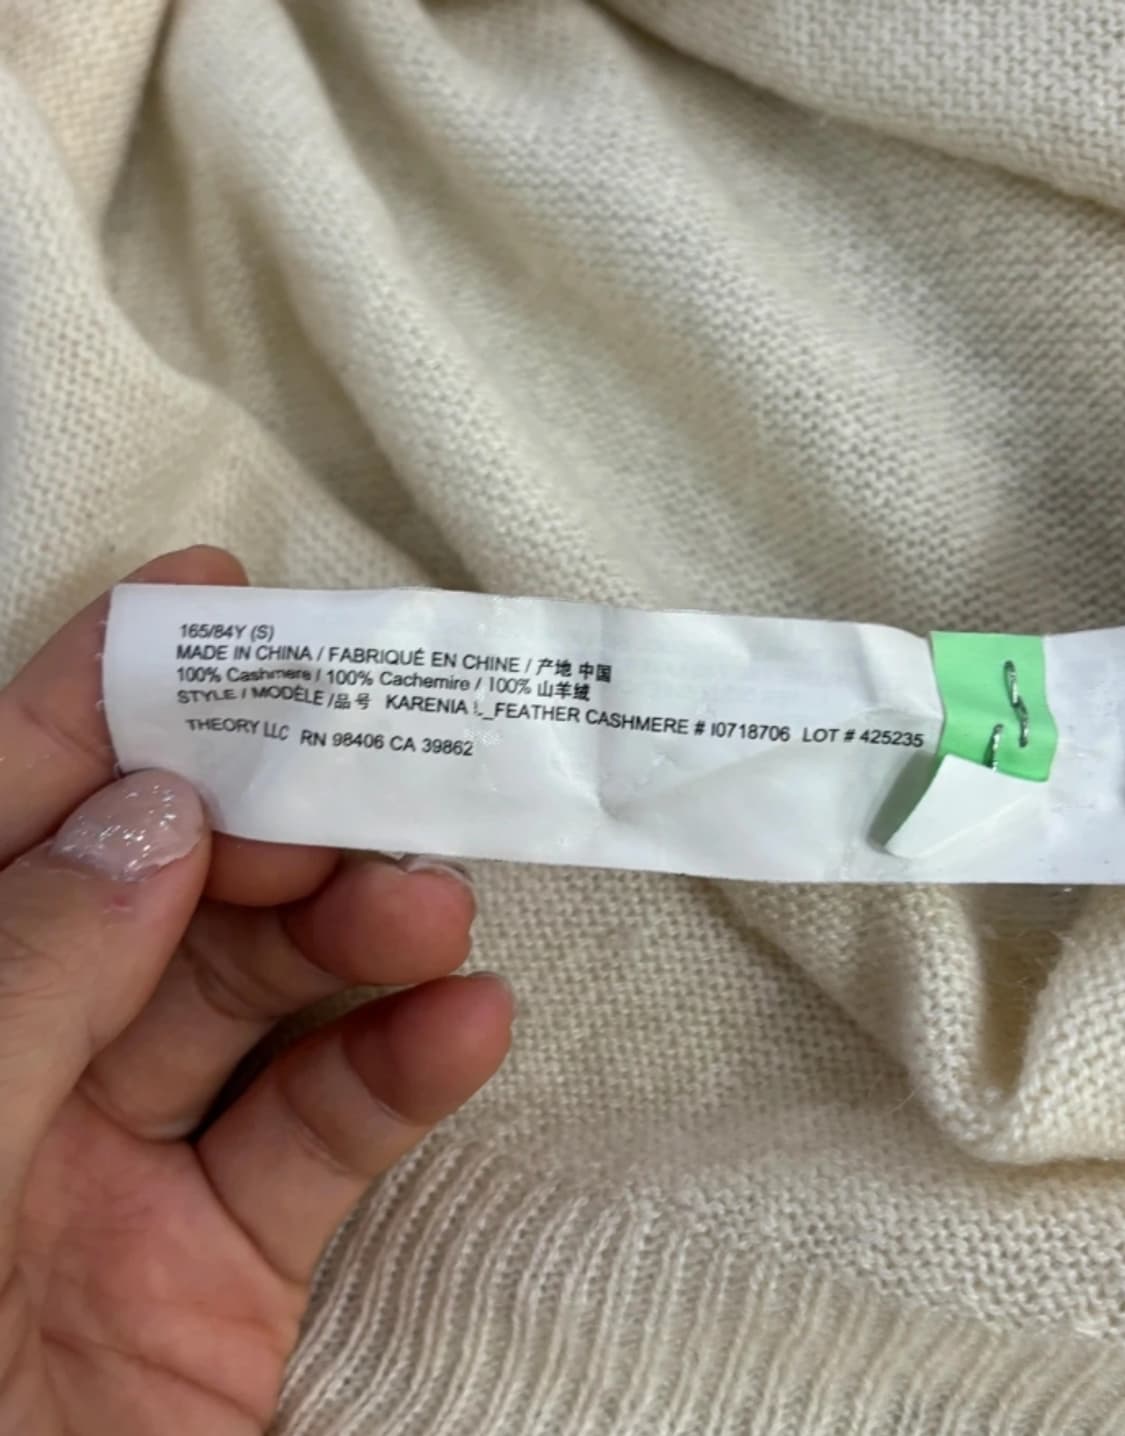 165/84Y (S)
MADE IN CHINA / FABRIQUÉ EN CHINE / 产地 中国
100% Cashmere / 100% Cachemire / 100% 山羊绒
STYLE / MODÈLE /品号 KARENIA L_FEATHER CASHMERE # I0718706 LOT # 425235
THEORY LLC RN 98406 CA 39862